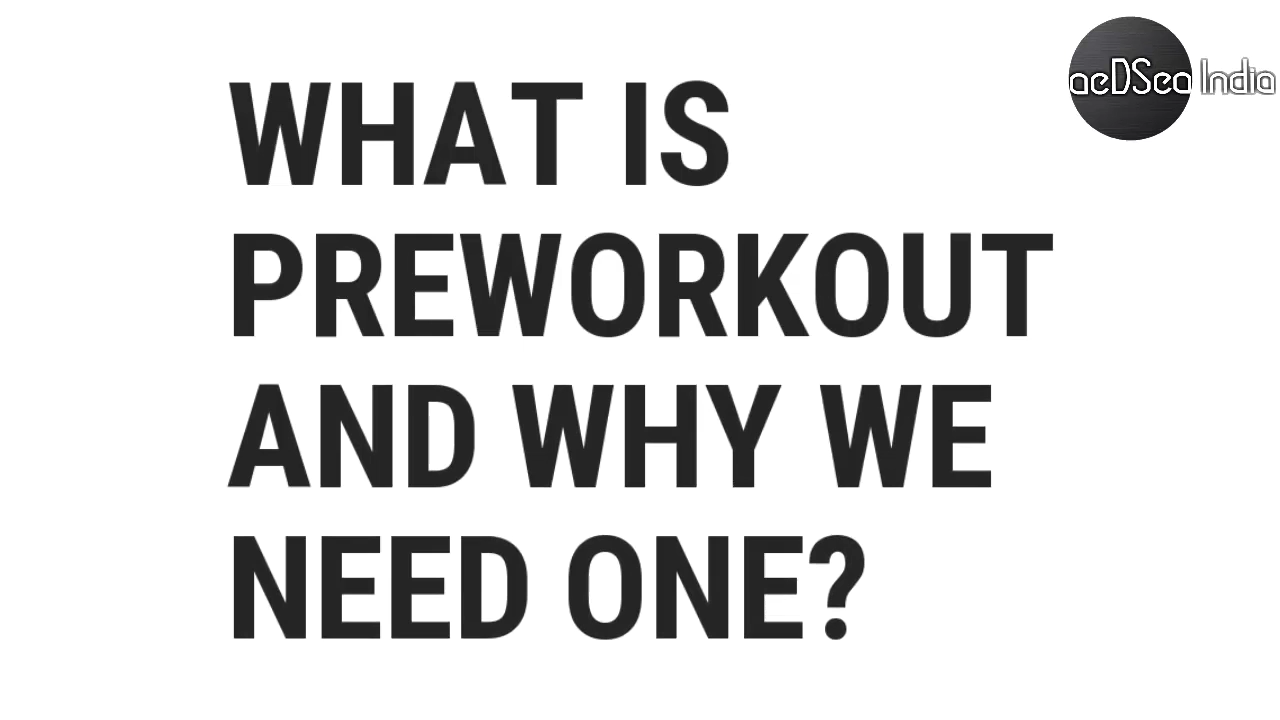 aeDSea India
WHAT IS
PREWORKOUT
AND WHY WE
NEED ONE?